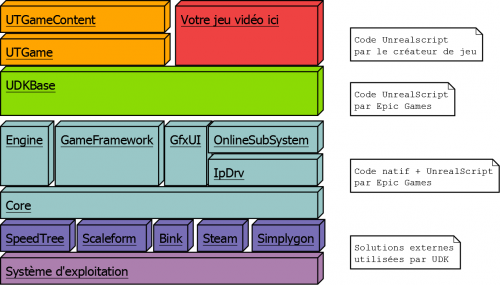 UTGameContent
Votre jeu vidéo ici
UTGame
Code Unrealscript
par le créateur de jeu
UDKBase
Code UnrealScript
par Epic Games
Engine
GameFramework
GfxUI
OnlineSubSystem
IpDrv
Code natif + UnrealScript
par Epic Games
Core
SpeedTree
Scaleform
Bink
Steam
Simplygon
Solutions externes
utilisées par UDK
Système d'exploitation